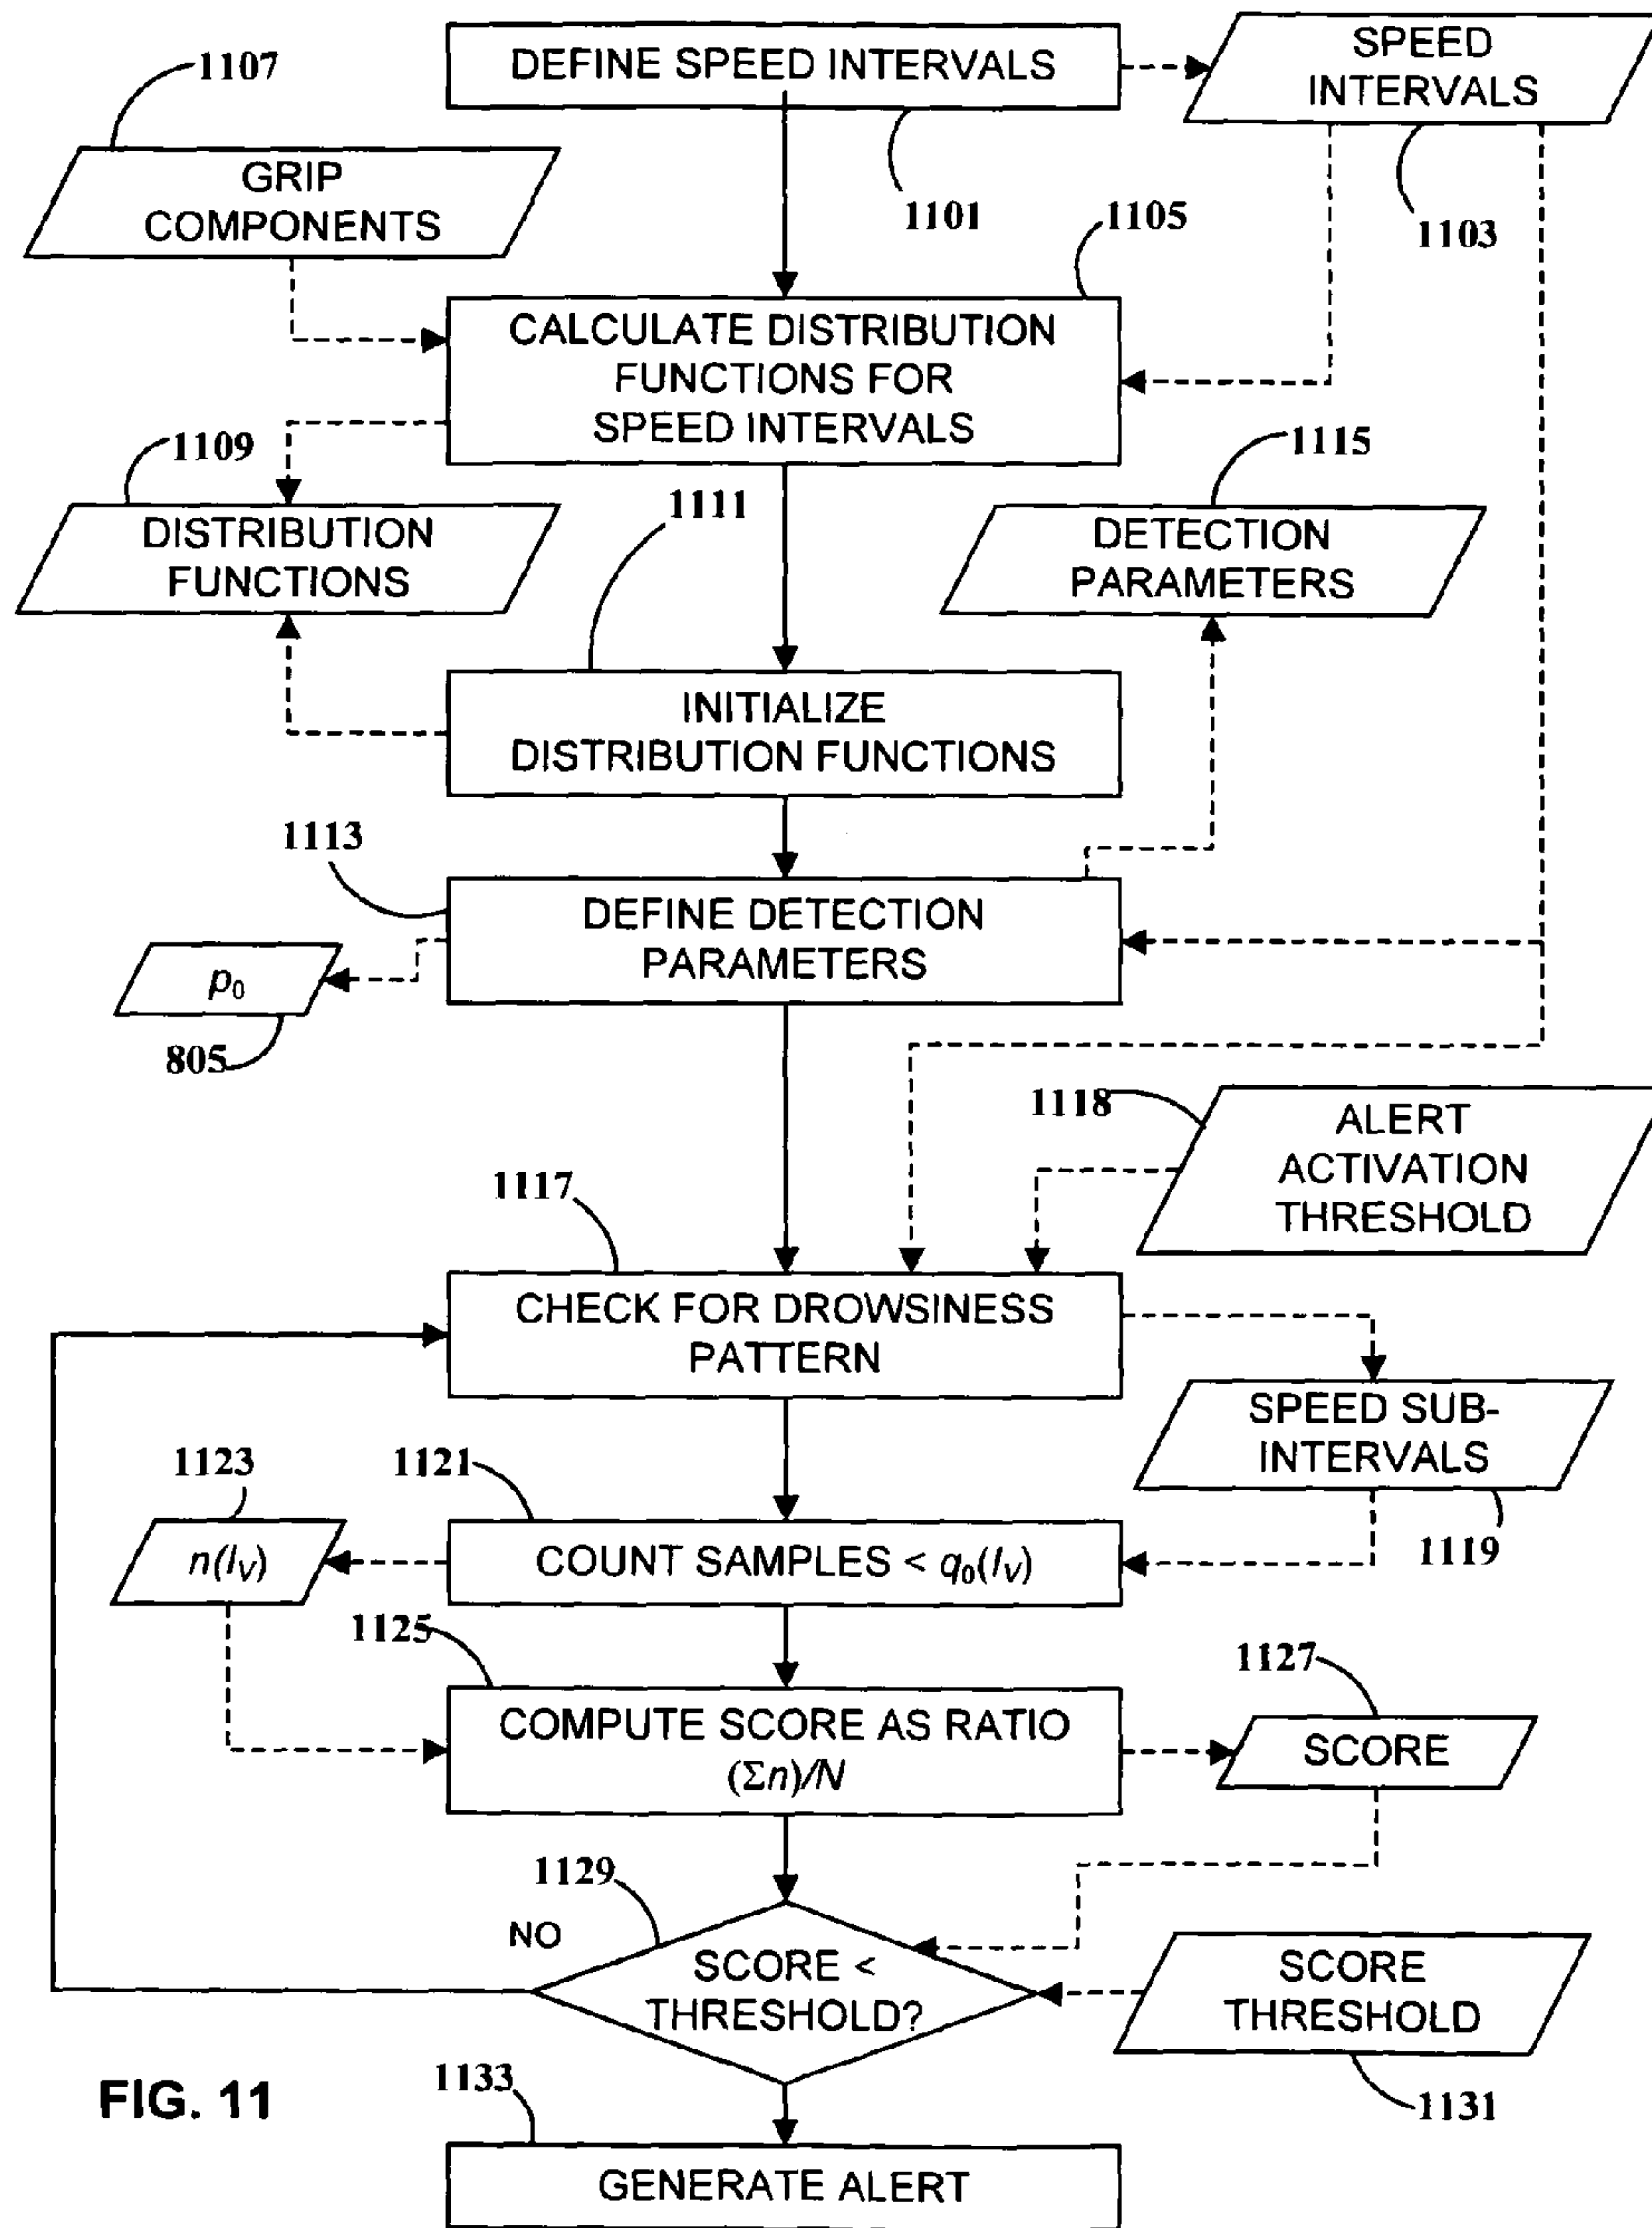 DEFINE SPEED INTERVALS
SPEED
INTERVALS
1107
GRIP
COMPONENTS
1101
1105
1103
CALCULATE DISTRIBUTION
FUNCTIONS FOR
SPEED INTERVALS
1109
1115
DISTRIBUTION
FUNCTIONS
1111
DETECTION
PARAMETERS
INITIALIZE
DISTRIBUTION FUNCTIONS
1113
DEFINE DETECTION
PARAMETERS
p₀
805
1118
ALERT
ACTIVATION
THRESHOLD
1117
CHECK FOR DROWSINESS
PATTERN
SPEED SUB-
INTERVALS
1123
1121
1119
n(I_V)
COUNT SAMPLES < q₀(I_V)
1125
1127
COMPUTE SCORE AS RATIO
(Σn)/N
SCORE
1129
NO
SCORE <
THRESHOLD?
SCORE
THRESHOLD
1131
1133
FIG. 11
GENERATE ALERT